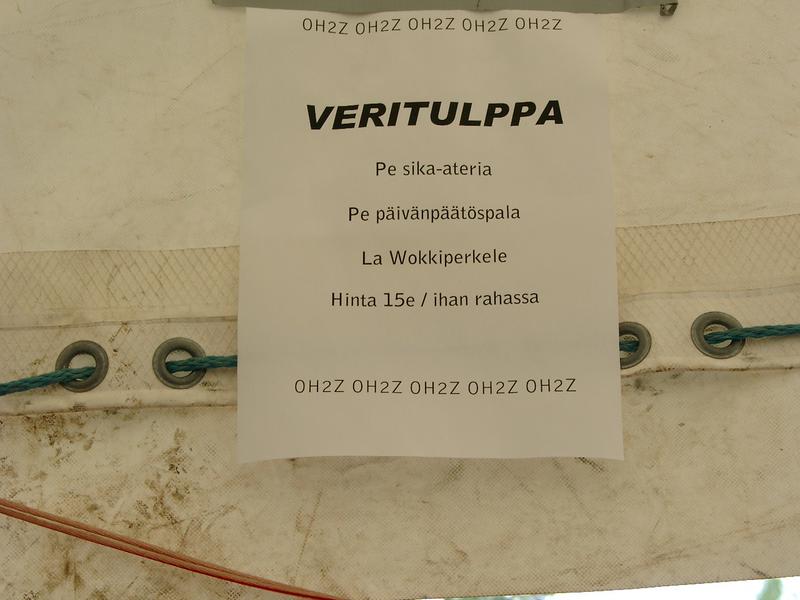 OH2Z OH2Z OH2Z OH2Z OH2Z
VERITULPPA
Pe sika-ateria
Pe päivänpäätöspala
La Wokkiperkele
Hinta 15e / ihan rahassa
OH2Z OH2Z OH2Z OH2Z OH2Z